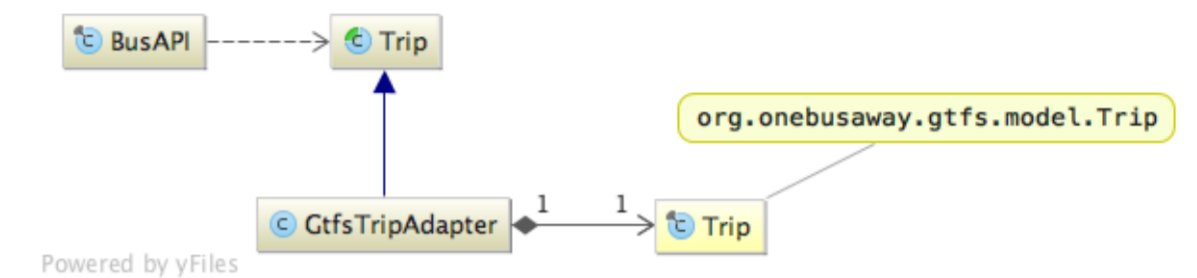 BusAPI
Trip
org.onebusaway.gtfs.model.Trip
GtfsTripAdapter
1
1
Trip
Powered by yFiles